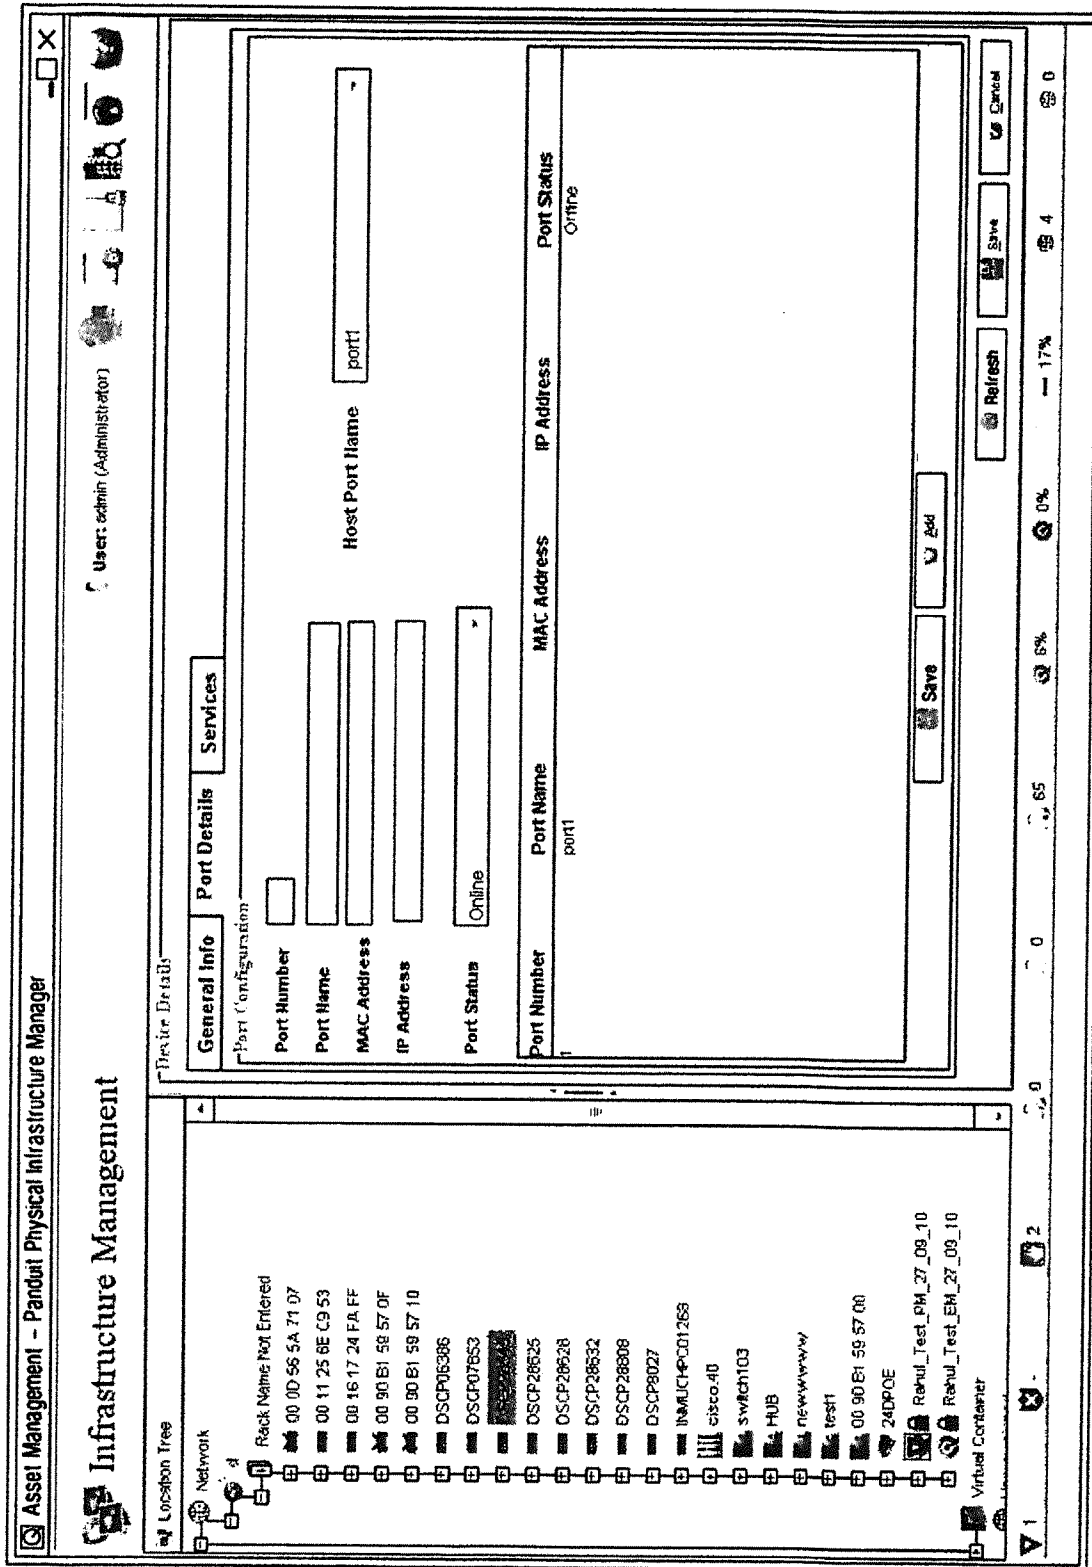 Asset Management – Panduit Physical Infrastructure Manager
Infrastructure Management
User: admin (Administrator)
Location Tree
Network
Rack Name Not Entered
00 0D 56 5A 71 07
00 11 25 6E C9 53
00 16 17 24 FA FF
00 90 B1 59 57 0F
00 90 B1 59 57 10
DSCP06386
DSCP07853
DSCP28625
DSCP28628
DSCP28632
DSCP28808
DSCP8027
INMUCHPC01269
cisco.40
switch103
HUB
newwwww
test1
00 90 B1 59 57 00
24DPOE
Rahul_Test_PM_27_09_10
Rahul_Test_EM_27_09_10
Virtual Container
Device Details
General Info
Port Details
Services
Port Configuration
Port Number
Port Name
Host Port Name
port1
MAC Address
IP Address
Port Status
Online
Port Number Port Name MAC Address IP Address Port Status
1 port1 Offline
Save
Add
Refresh
Save
Cancel
1 - 2 0 0 65 6% 0% 17% 4 0